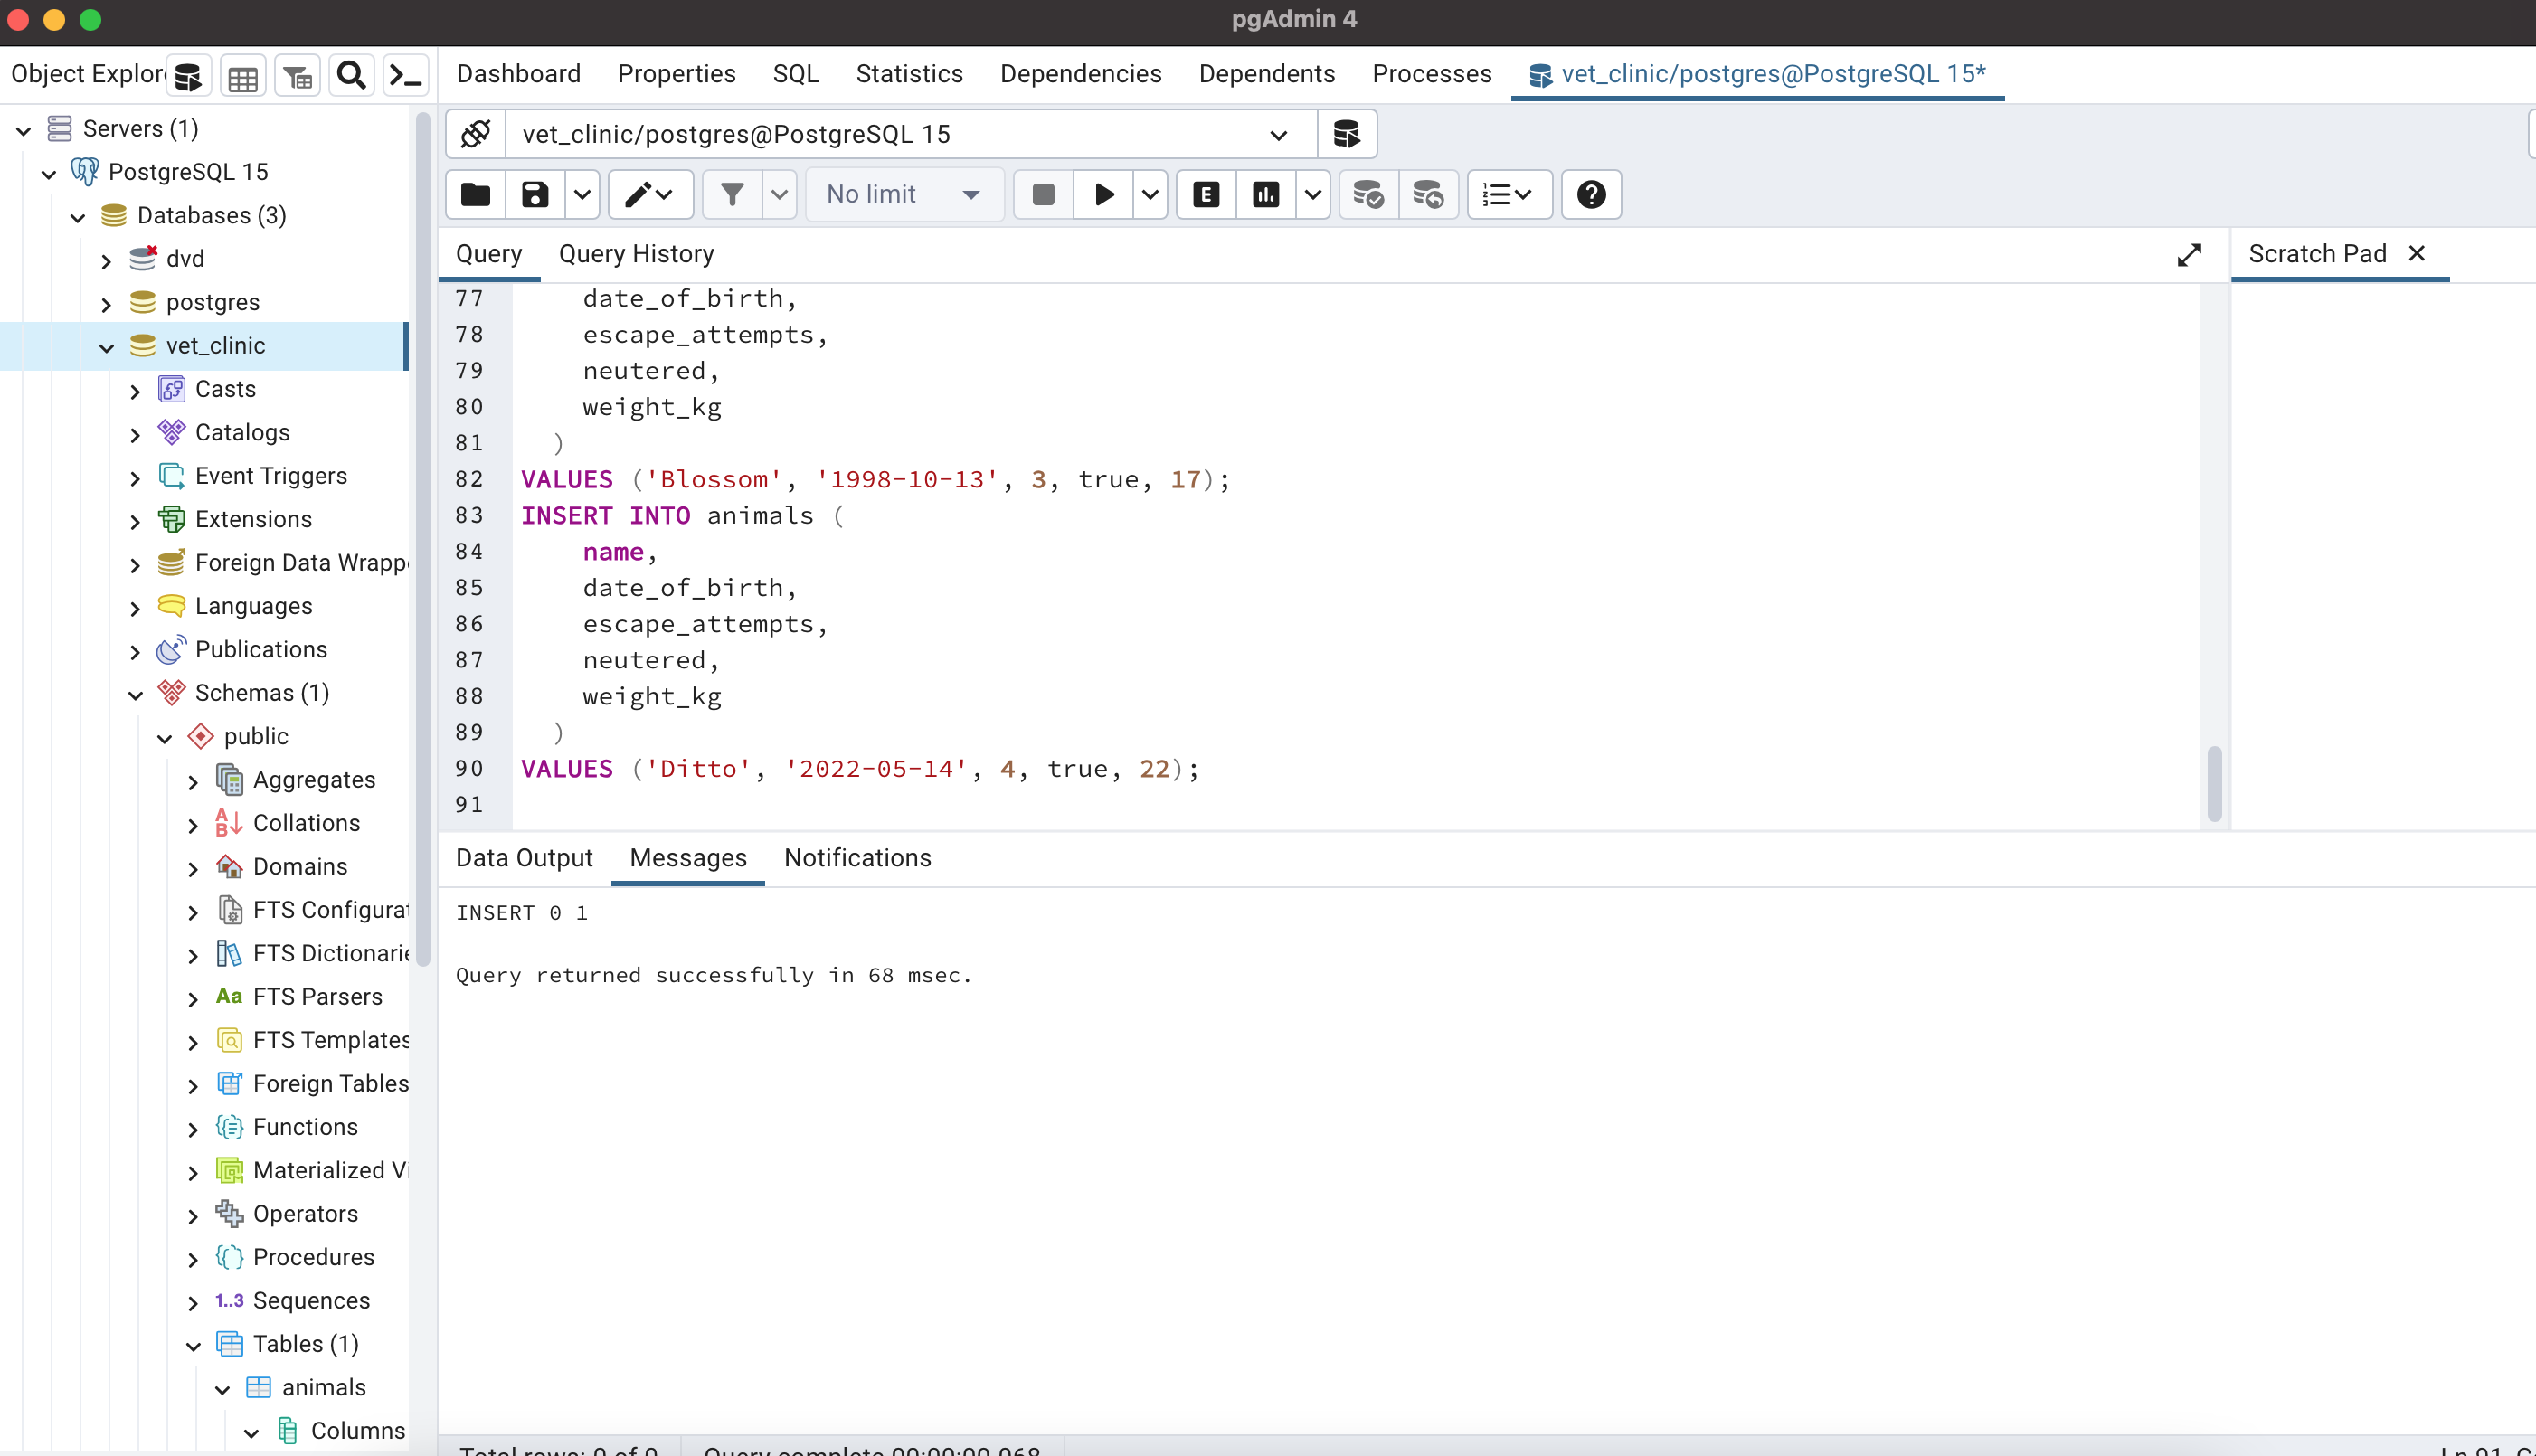 pgAdmin 4
Object Explor
Dashboard Properties SQL Statistics Dependencies Dependents Processes vet_clinic/postgres@PostgreSQL 15*
Servers (1)
PostgreSQL 15
Databases (3)
dvd
postgres
vet_clinic
Casts
Catalogs
Event Triggers
Extensions
Foreign Data Wrapp
Languages
Publications
Schemas (1)
public
Aggregates
Collations
Domains
FTS Configurat
FTS Dictionarie
Aa FTS Parsers
FTS Templates
Foreign Tables
Functions
Materialized Vi
Operators
Procedures
1..3 Sequences
Tables (1)
animals
Columns
vet_clinic/postgres@PostgreSQL 15
No limit
E
Query Query History
Scratch Pad
77 date_of_birth,
78 escape_attempts,
79 neutered,
80 weight_kg
81 )
82 VALUES ('Blossom', '1998-10-13', 3, true, 17);
83 INSERT INTO animals (
84 name,
85 date_of_birth,
86 escape_attempts,
87 neutered,
88 weight_kg
89 )
90 VALUES ('Ditto', '2022-05-14', 4, true, 22);
91
Data Output Messages Notifications
INSERT 0 1
Query returned successfully in 68 msec.
Total rows: 0 of 0 Query complete 00:00:00.068
Ln 91,